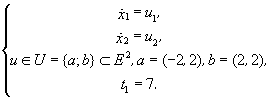 ẋ₁ = u₁,
ẋ₂ = u₂,
u ∈ U = {a; b} ⊂ E², a = (−2, 2), b = (2, 2),
t₁ = 7.